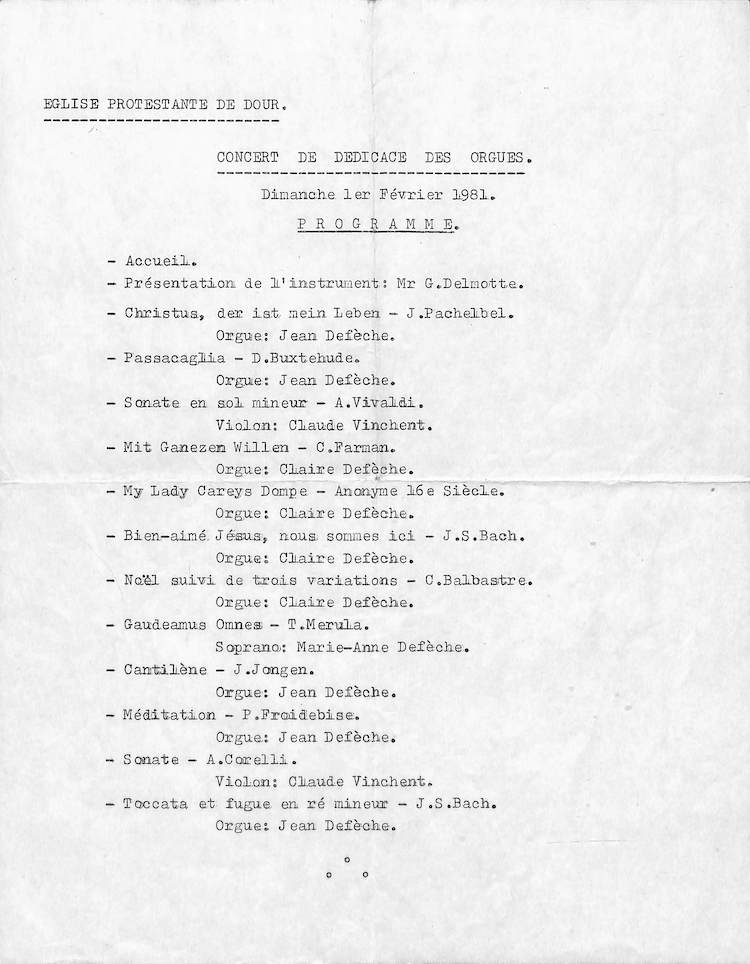 EGLISE PROTESTANTE DE DOUR.
CONCERT DE DEDICACE DES ORGUES.
Dimanche 1er Février 1981.
P R O G R A M M E.
- Accueil.
- Présentation de l'instrument: Mr G.Delmotte.
- Christus, der ist mein Leben - J.Pachelbel.
Orgue: Jean Defèche.
- Passacaglia - D.Buxtehude.
Orgue: Jean Defèche.
- Sonate en sol mineur - A.Vivaldi.
Violon: Claude Vinchent.
- Mit Ganezem Willen - C.Farman.
Orgue: Claire Defèche.
- My Lady Careys Dompe - Anonyme 16e Siècle.
Orgue: Claire Defèche.
- Bien-aimé Jésus, nous sommes ici - J.S.Bach.
Orgue: Claire Defèche.
- Noël suivi de trois variations - C.Balbastre.
Orgue: Claire Defèche.
- Gaudeamus Omnes - T.Merula.
Soprano: Marie-Anne Defèche.
- Cantilène - J.Jongen.
Orgue: Jean Defèche.
- Méditation - P.Froidebise.
Orgue: Jean Defèche.
- Sonate - A.Corelli.
Violon: Claude Vinchent.
- Toccata et fugue en ré mineur - J.S.Bach.
Orgue: Jean Defèche.